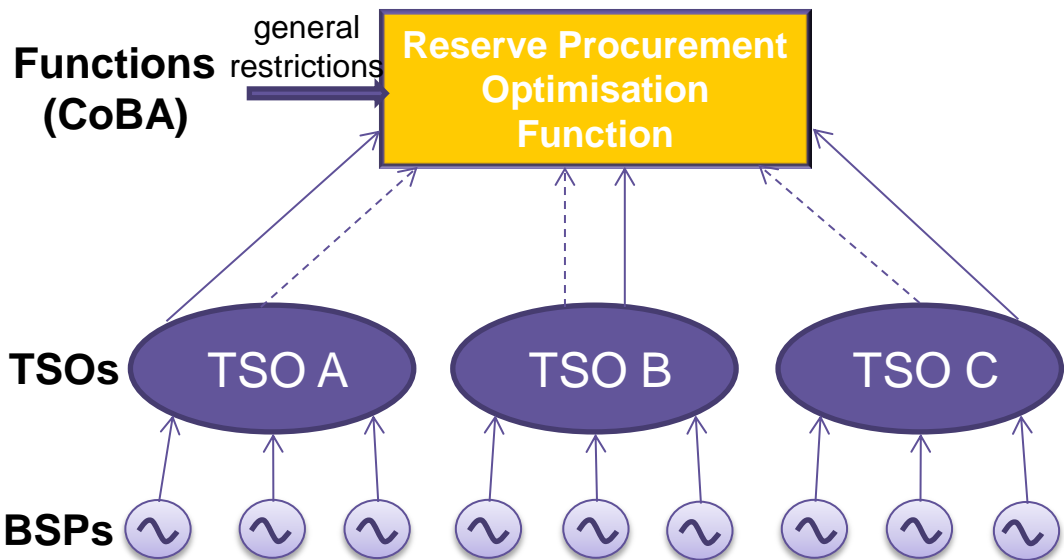 Functions
(CoBA)
general
restrictions
Reserve Procurement
Optimisation
Function
TSOs
TSO A
TSO B
TSO C
BSPs